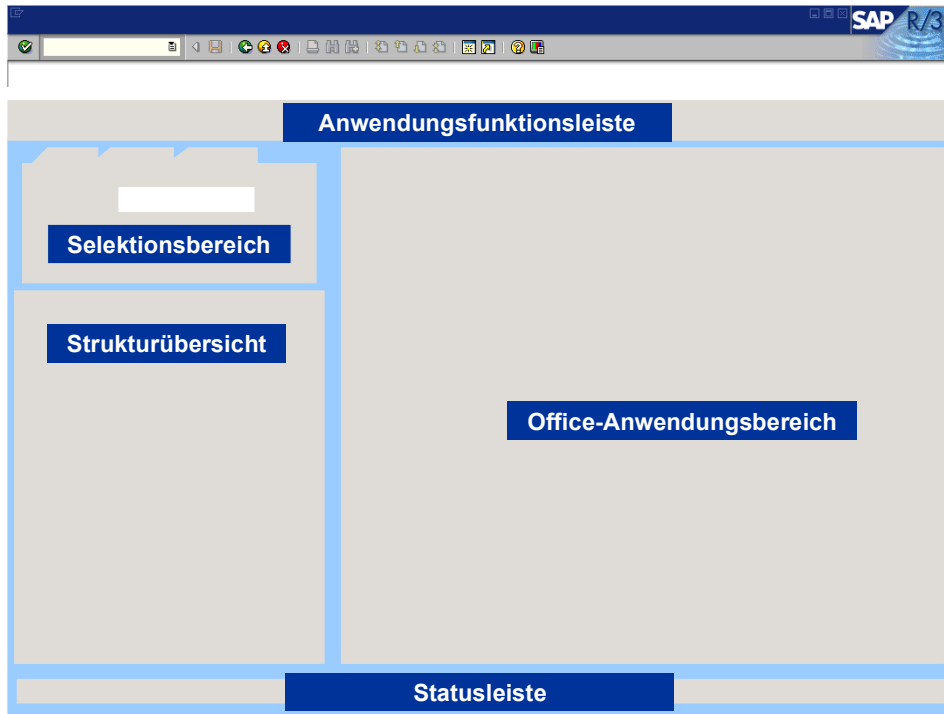 SAP R/3
Anwendungsfunktionsleiste
Selektionsbereich
Strukturübersicht
Office-Anwendungsbereich
Statusleiste